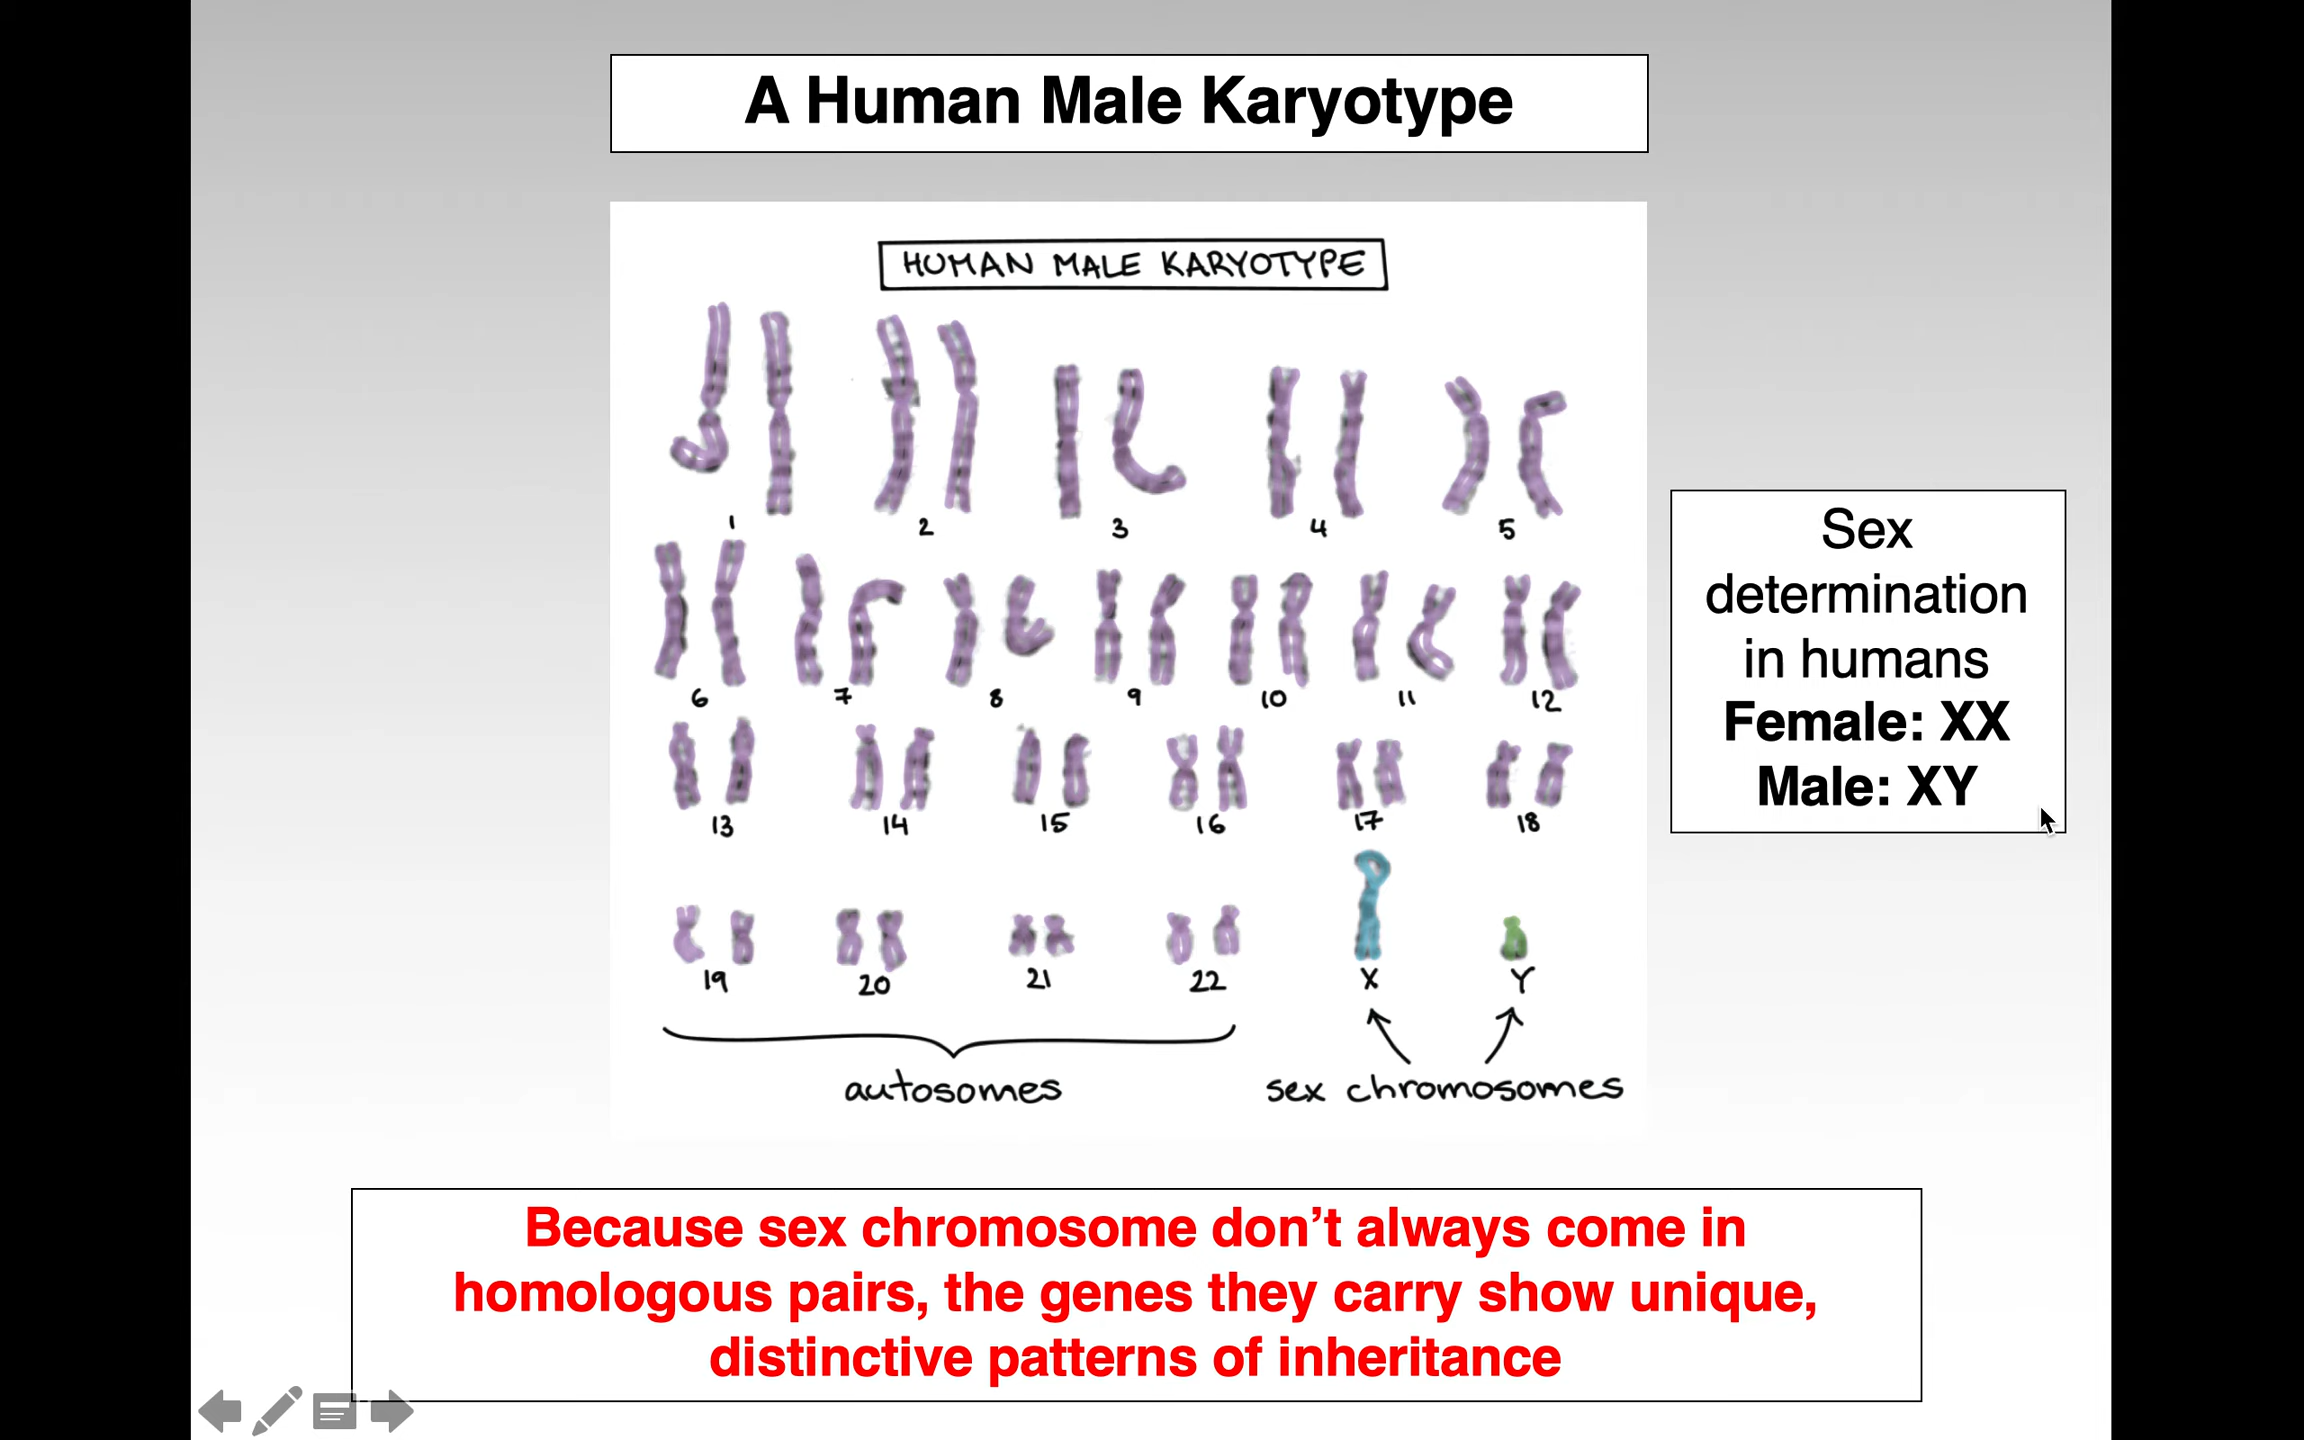 A Human Male Karyotype
HUMAN MALE KARYOTYPE
1 2 3 4 5
6 7 8 9 10 11 12
13 14 15 16 17 18
19 20 21 22 X Y
autosomes sex chromosomes
Sex
determination
in humans
Female: XX
Male: XY
Because sex chromosome don’t always come in
homologous pairs, the genes they carry show unique,
distinctive patterns of inheritance